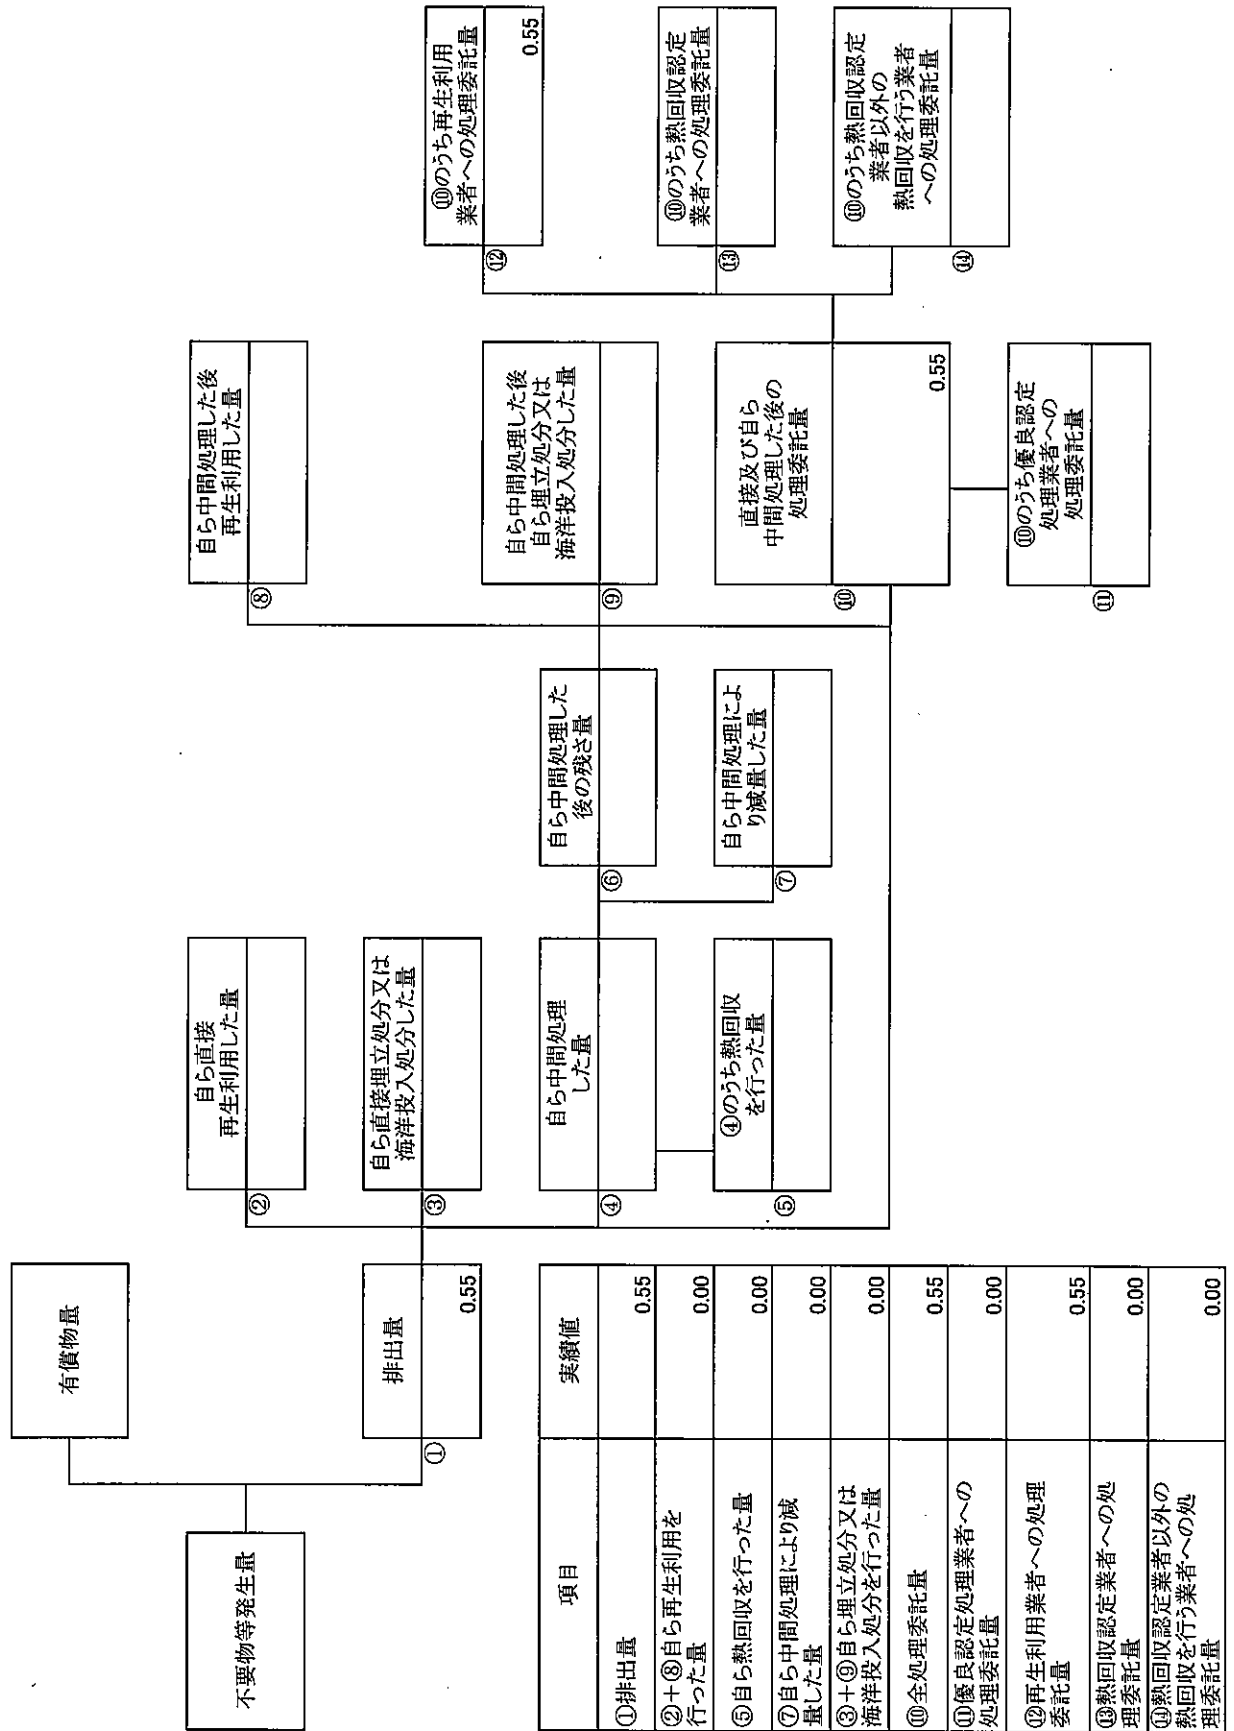 不要物等発生量
有償物量
①
排出量
0.55
②
自ら直接
再生利用した量
③
自ら直接埋立処分又は
海洋投入処分した量
④
自ら中間処理
した量
⑤
④のうち熱回収
を行った量
⑥
自ら中間処理した
後の残さ量
⑦
自ら中間処理によ
り減量した量
⑧
自ら中間処理した後
再生利用した量
⑨
自ら中間処理した後
自ら埋立処分又は
海洋投入処分した量
⑩
直接及び自ら
中間処理した後の
処理委託量
0.55
⑪
⑩のうち優良認定
処理業者への
処理委託量
⑫
⑩のうち再生利用
業者への処理委託量
0.55
⑬
⑩のうち熱回収認定
業者への処理委託量
⑭
⑩のうち熱回収認定
業者以外の
熱回収を行う業者
への処理委託量
項目 実績値
①排出量 0.55
②+⑧自ら再生利用を
行った量 0.00
⑤自ら熱回収を行った量 0.00
⑦自ら中間処理により減
量した量 0.00
③+⑨自ら埋立処分又は
海洋投入処分を行った量 0.00
⑩全処理委託量 0.55
⑪優良認定処理業者への
処理委託量 0.00
⑫再生利用業者への処理
委託量 0.55
⑬熱回収認定業者への処
理委託量 0.00
⑭熱回収認定業者以外の
熱回収を行う業者への処
理委託量 0.00